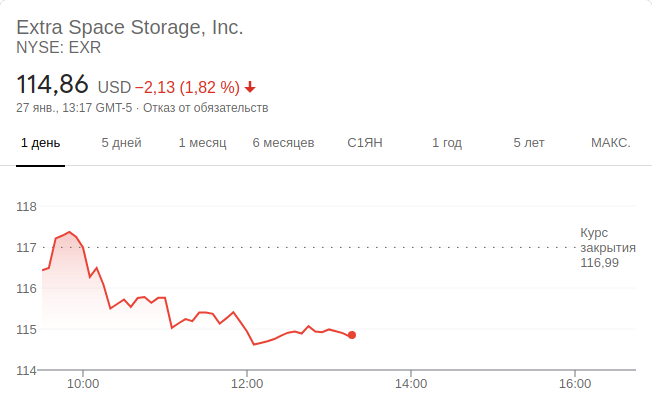 Extra Space Storage, Inc.
NYSE: EXR
114,86 USD −2,13 (1,82 %)
27 янв., 13:17 GMT-5 · Отказ от обязательств
1 день 5 дней 1 месяц 6 месяцев С1ЯН 1 год 5 лет МАКС.
118
117
116
115
114
Курс
закрытия
116,99
10:00 12:00 14:00 16:00